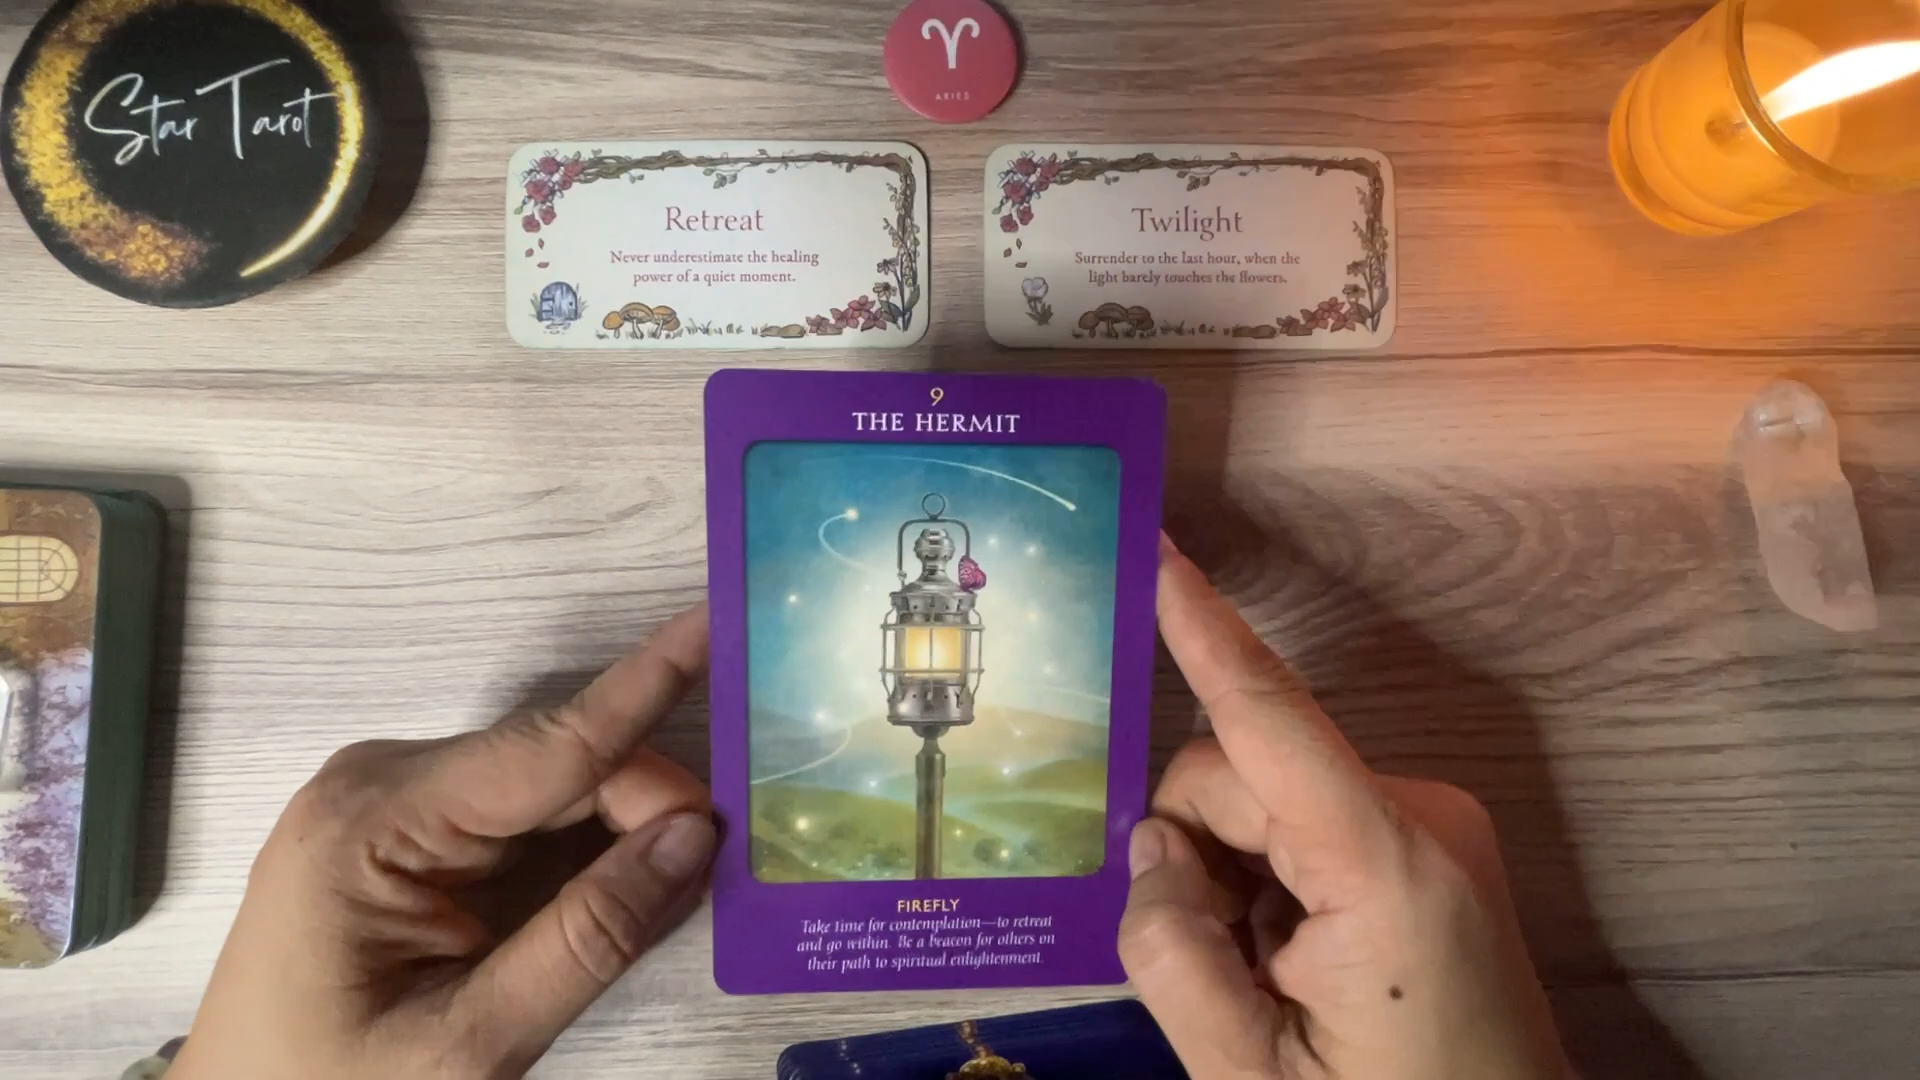 Star Tarot
ARIES
Retreat
Never underestimate the healing
power of a quiet moment.
Twilight
Surrender to the last hour, when the
light barely touches the flowers.
9
THE HERMIT
FIREFLY
Take time for contemplation—to retreat
and go within. Be a beacon for others on
their path to spiritual enlightenment.